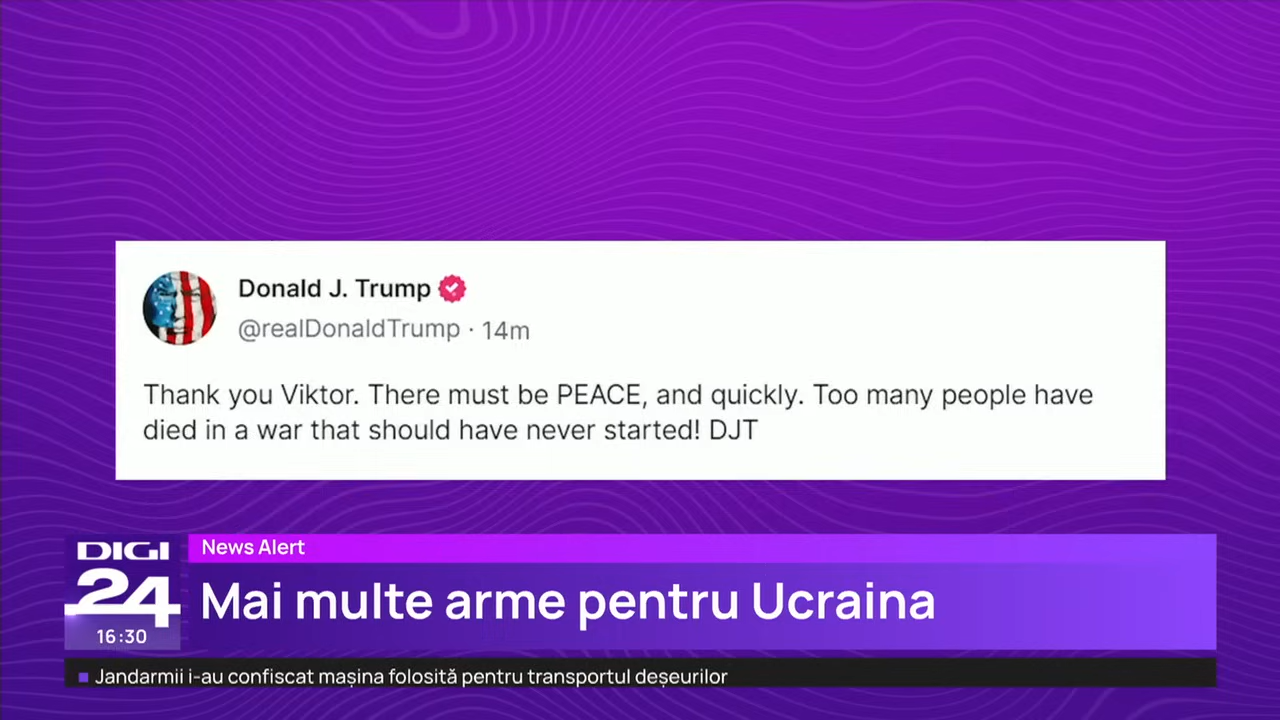 Donald J. Trump
@realDonaldTrump · 14m
Thank you Viktor. There must be PEACE, and quickly. Too many people have
died in a war that should have never started! DJT
DIGI
24
16:30
News Alert
Mai multe arme pentru Ucraina
Jandarmii i-au confiscat mașina folosită pentru transportul deșeurilor